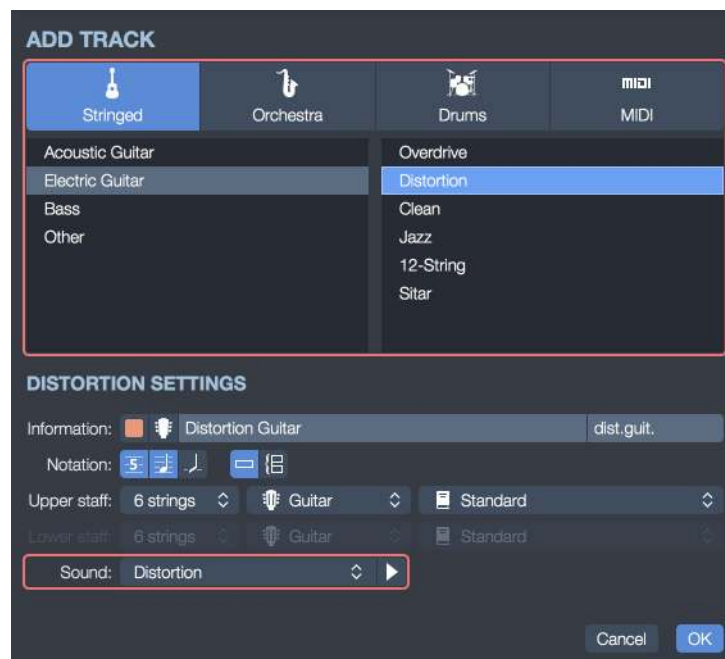 ADD TRACK
Stringed Orchestra Drums MIDI MIDI
Acoustic Guitar
Electric Guitar
Bass
Other
Overdrive
Distortion
Clean
Jazz
12-String
Sitar
DISTORTION SETTINGS
Information: Distortion Guitar dist.guit.
Notation: 5
Upper staff: 6 strings Guitar Standard
Lower staff: 6 strings Guitar Standard
Sound: Distortion
Cancel OK